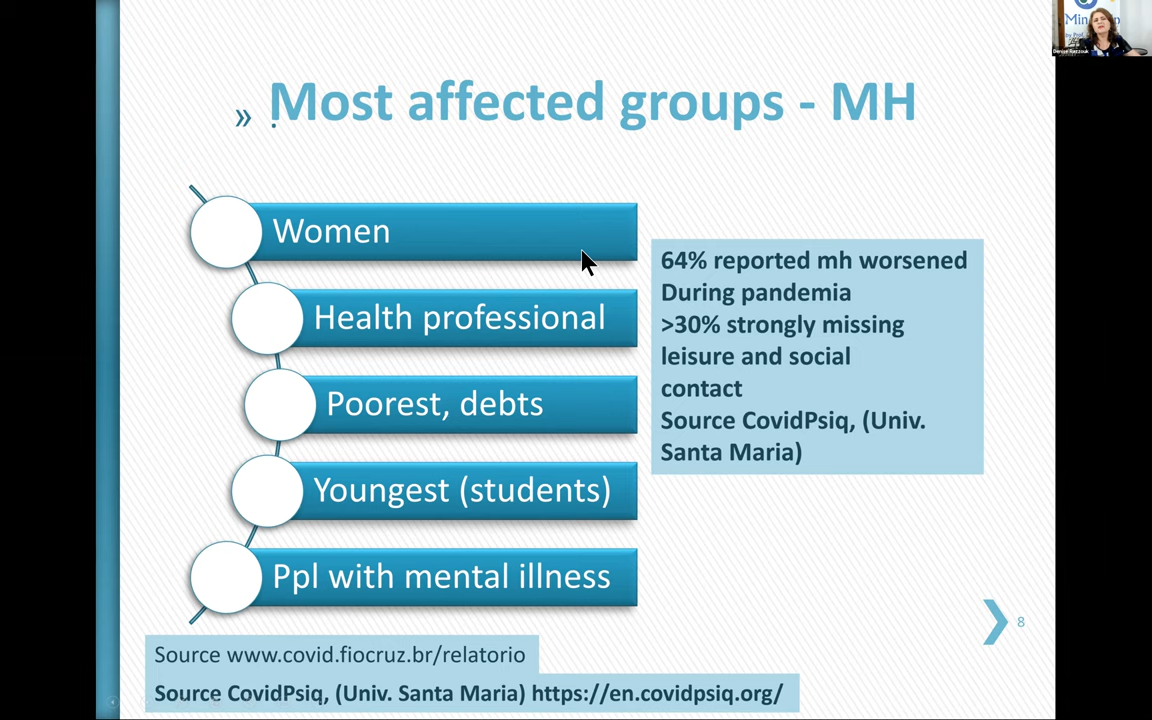 » Most affected groups - MH
.
Women
Health professional
Poorest, debts
Youngest (students)
Ppl with mental illness
64% reported mh worsened
During pandemia
>30% strongly missing
leisure and social
contact
Source CovidPsiq, (Univ.
Santa Maria)
8
Source www.covid.fiocruz.br/relatorio
Source CovidPsiq, (Univ. Santa Maria) https://en.covidpsiq.org/